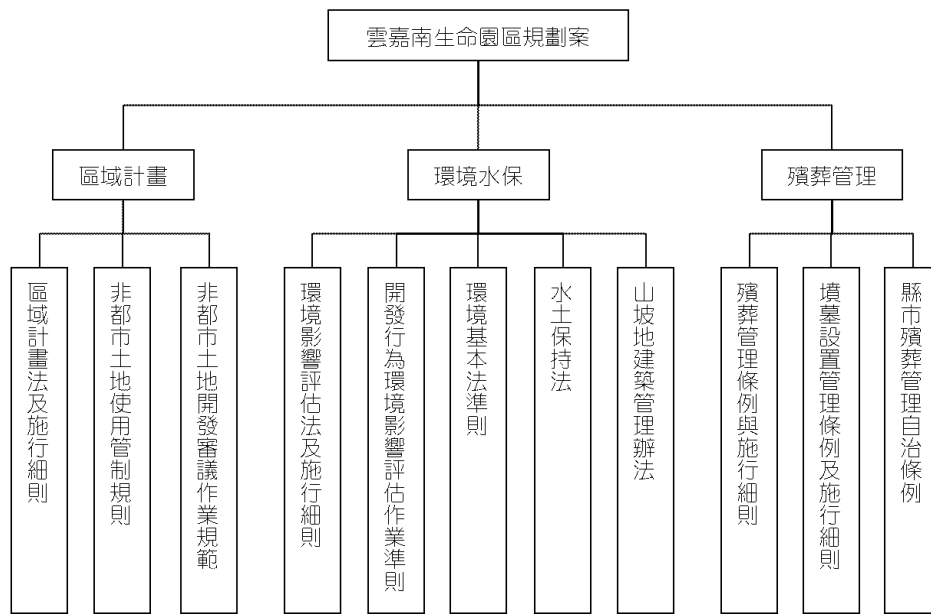 雲嘉南生命園區規劃案
區域計畫
環境水保
殯葬管理
區域計畫法及施行細則
非都市土地使用管制規則
非都市土地開發審議作業規範
環境影響評估法及施行細則
開發行為環境影響評估作業準則
環境基本法準則
水土保持法
山坡地建築管理辦法
殯葬管理條例與施行細則
墳墓設置管理條例及施行細則
縣市殯葬管理自治條例